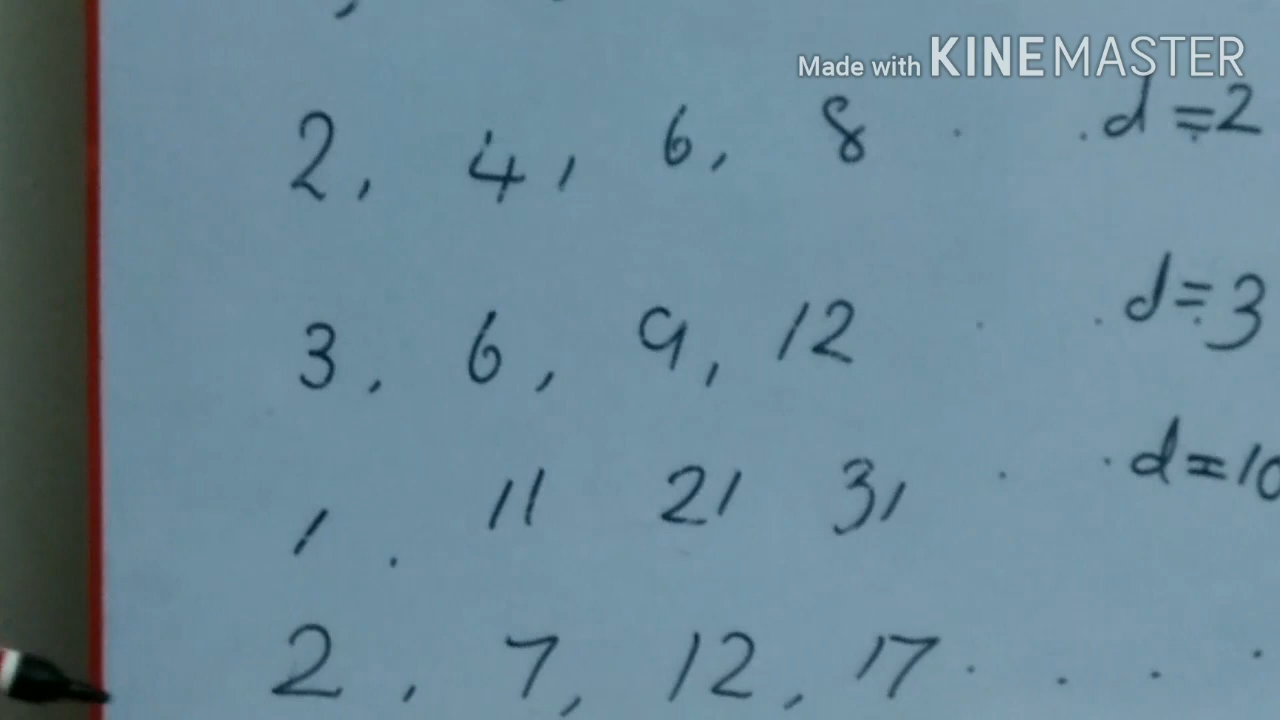 Made with KINEMASTER
2, 4, 6, 8 . . d=2
3, 6, 9, 12 . . d=3
1, 11 21 31 . . d=10
2, 7, 12, 17 . . . .